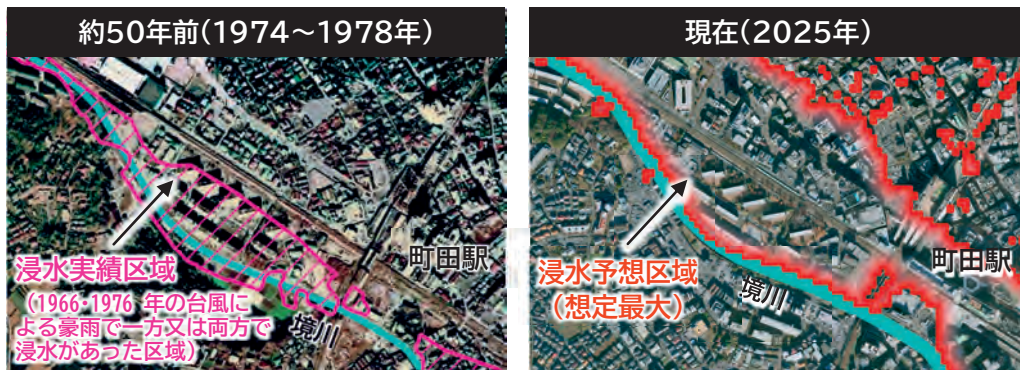 約50年前(1974～1978年)
浸水実績区域
(1966・1976 年の台風に
よる豪雨で一方又は両方で
浸水があった区域)
境川
町田駅
現在(2025年)
浸水予想区域
(想定最大)
境川
町田駅